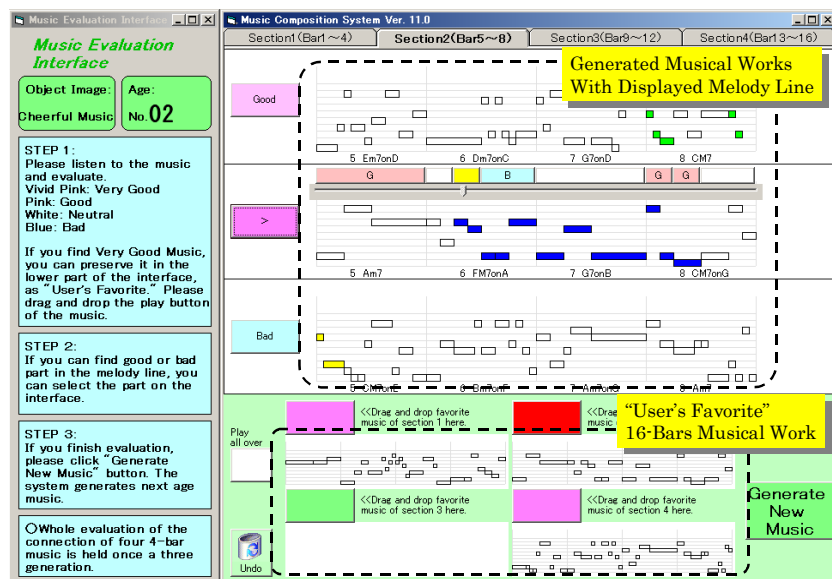 Music Evaluation Interface
Music Evaluation
Interface
Object Image:
Cheerful Music
Age:
No.02
STEP 1:
Please listen to the music
and evaluate.
Vivid Pink: Very Good
Pink: Good
White: Neutral
Blue: Bad
If you find Very Good Music,
you can preserve it in the
lower part of the interface,
as "User's Favorite." Please
drag and drop the play button
of the music.
STEP 2:
If you can find good or bad
part in the melody line, you
can select the part on the
interface.
STEP 3:
If you finish evaluation,
please click "Generate
New Music" button. The
system generates next age
music.
○Whole evaluation of the
connection of four 4-bar
music is held once a three
generation.
Music Composition System Ver. 11.0
Section1(Bar1~4)
Section2(Bar5~8)
Section3(Bar9~12)
Section4(Bar13~16)
Generated Musical Works
With Displayed Melody Line
Good
5 Em7onD
6 Dm7onC
7 G7onD
8 CM7
G
B
G
G
>
5 Am7
6 FM7onA
7 G7onB
8 CM7onG
Bad
5 CM7onE
6 Bm7onF
7 Am7onG
8 Am7
"User's Favorite"
16-Bars Musical Work
Play
all over
<<Drag and drop favorite
music of section 1 here.
<<Drag
music
<<Drag and drop favorite
music of section 3 here.
<<Drag and drop favorite
music of section 4 here.
Generate
New
Music
Undo